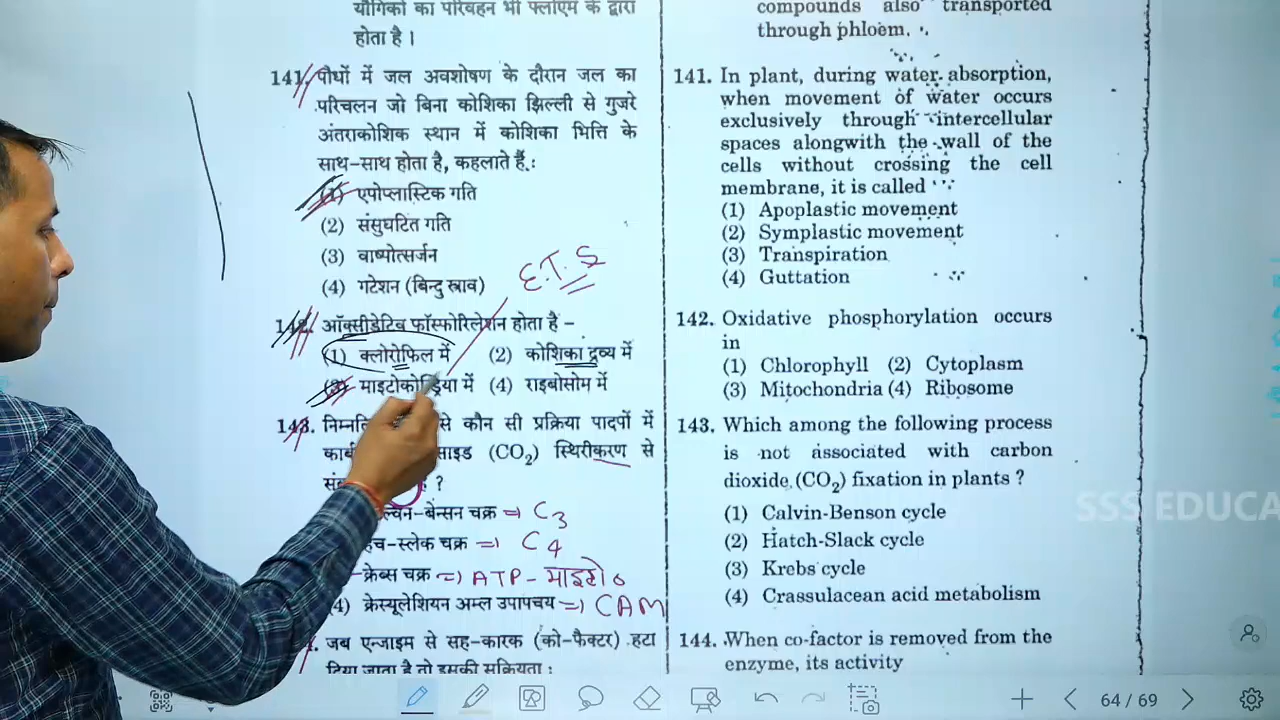 यौगिकों का परिवहन भी फ्लोएम के द्वारा
होता है ।
141. पौधों में जल अवशोषण के दौरान जल का
परिचलन जो बिना कोशिका झिल्ली से गुजरे
अंतराकोशिक स्थान में कोशिका भित्ति के
साथ-साथ होता है, कहलाते हैं :
(1) एपोप्लास्टिक गति
(2) संसुघटित गति
(3) वाष्पोत्सर्जन
(4) गटेशन (बिन्दु स्त्राव)
E.T.S
142. ऑक्सीडेटिव फॉस्फोरिलेशन होता है –
(1) क्लोरोफिल में (2) कोशिका द्रव्य में
(3) माइटोकोंड्रिया में (4) राइबोसोम में
143. से कौन सी प्रक्रिया पादपों में
(CO₂) स्थिरीकरण से
?
चक्र ⇒ C3
चक्र ⇒ C4
क्रेब्स चक्र ⇒ ATP - माइटो०
(4) क्रेस्यूलेशियन अम्ल उपापचय ⇒ CAM
जब एन्जाइम से सह-कारक (को-फैक्टर) हटा
दिया जाता है तो इसकी सक्रियता :
compounds also transported
through phloem.
141. In plant, during water absorption,
when movement of water occurs
exclusively through intercellular
spaces alongwith the wall of the
cells without crossing the cell
membrane, it is called
(1) Apoplastic movement
(2) Symplastic movement
(3) Transpiration
(4) Guttation
142. Oxidative phosphorylation occurs
in
(1) Chlorophyll (2) Cytoplasm
(3) Mitochondria (4) Ribosome
143. Which among the following process
is not associated with carbon
dioxide (CO₂) fixation in plants ?
(1) Calvin-Benson cycle
(2) Hatch-Slack cycle
(3) Krebs cycle
(4) Crassulacean acid metabolism
144. When co-factor is removed from the
enzyme, its activity
SSS EDUCA
64 / 69